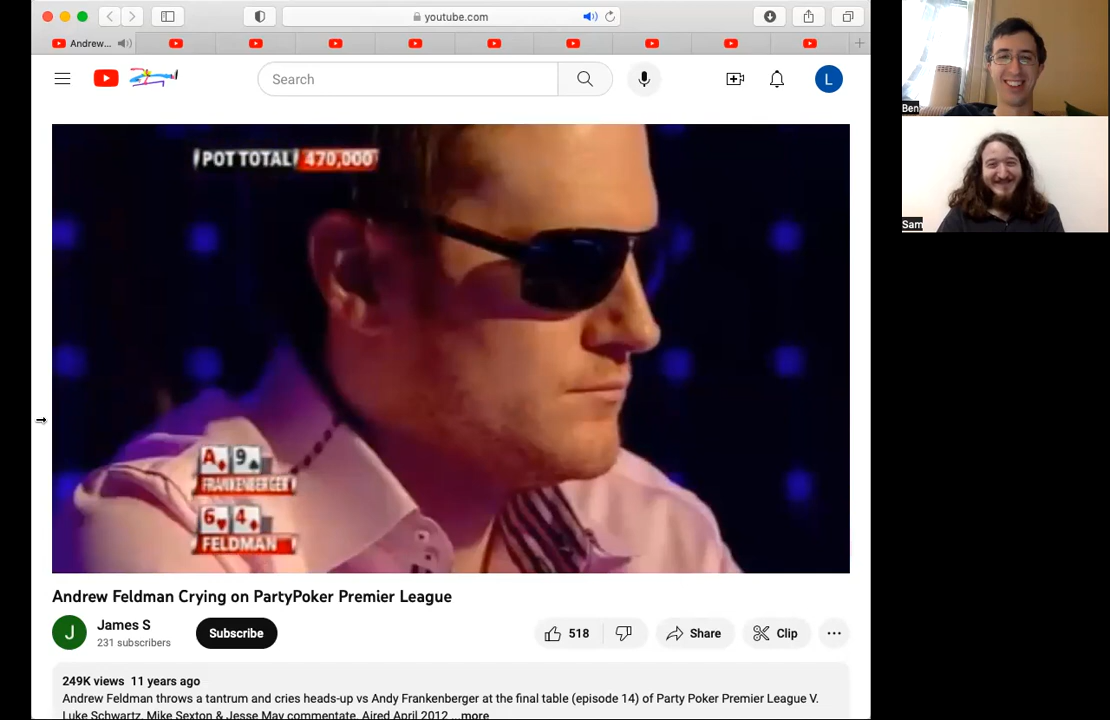 youtube.com
Andrew...
Search
L
Ben
Sam
POT TOTAL 470,000
A 9
FRANKENBERGER
6 4
FELDMAN
Andrew Feldman Crying on PartyPoker Premier League
J
James S
231 subscribers
Subscribe
518
Share
Clip
249K views 11 years ago
Andrew Feldman throws a tantrum and cries heads-up vs Andy Frankenberger at the final table (episode 14) of Party Poker Premier League V.
Luke Schwartz, Mike Sexton & Jesse May commentate. Aired April 2012 ...more